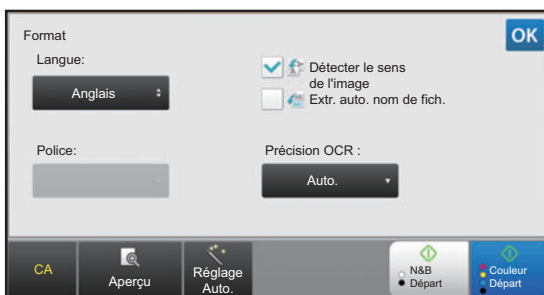 Format
OK
Langue:
Anglais
Détecter le sens
de l'image
Extr. auto. nom de fich.
Police:
Précision OCR :
Auto.
CA
Aperçu
Réglage
Auto.
N&B
Départ
Couleur
Départ